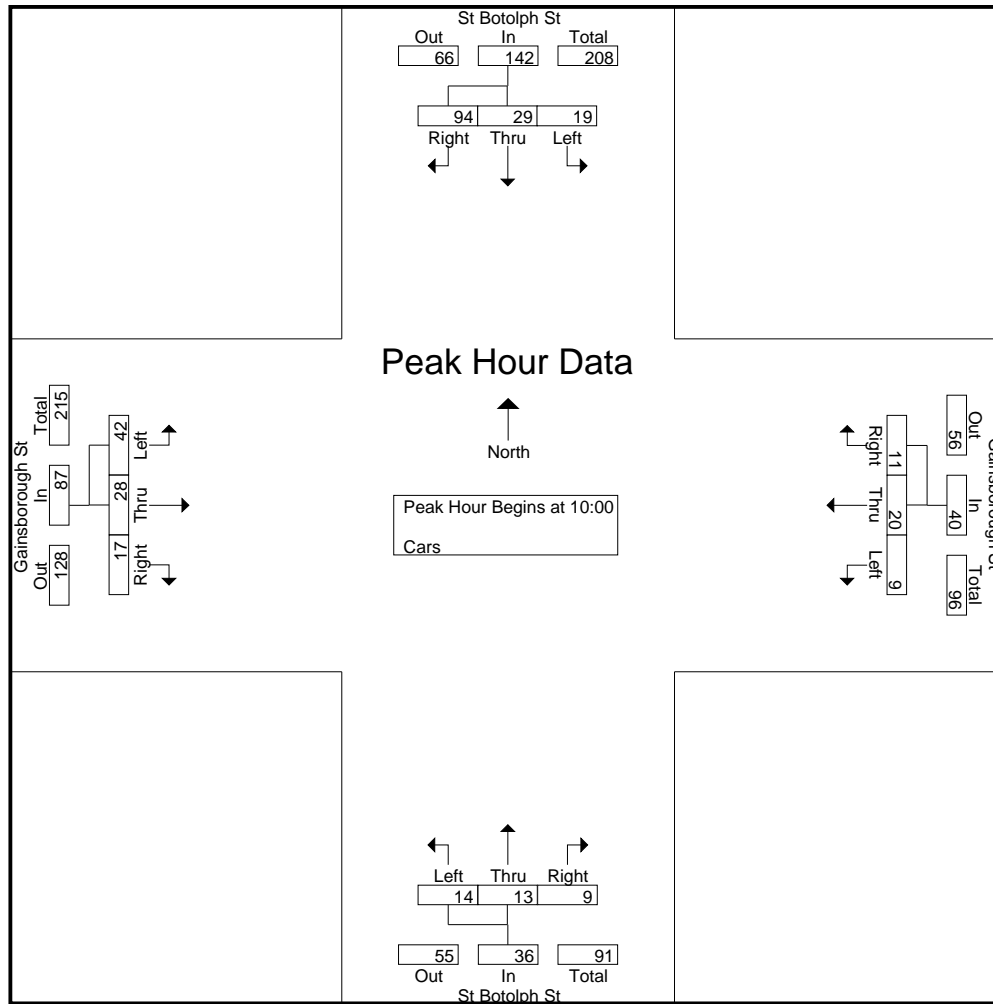 St Botolph St
Out In Total
66 142 208
94 29 19
Right Thru Left
Peak Hour Data
North
Peak Hour Begins at 10:00
Cars
Gainsborough St
Total In Out
215 87 128
42 28 17
Left Thru Right
Gainsborough St
Out In Total
56 40 96
11 20 9
Right Thru Left
Left Thru Right
14 13 9
55 36 91
Out In Total
St Botolph St